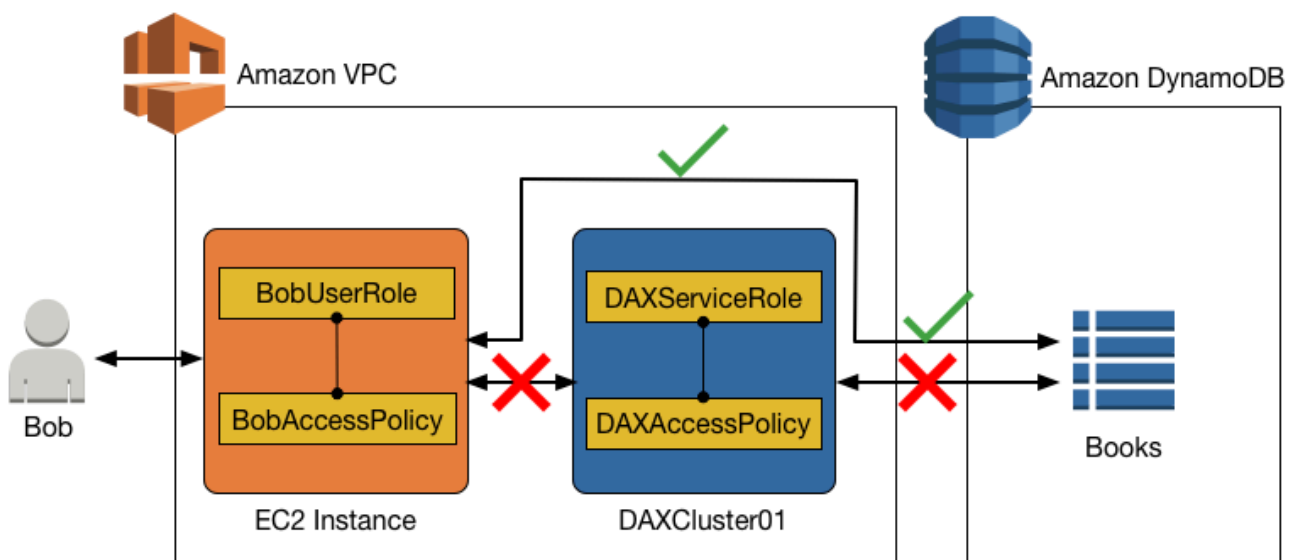 Amazon VPC
Amazon DynamoDB
BobUserRole
DAXServiceRole
BobAccessPolicy
DAXAccessPolicy
Bob
Books
EC2 Instance
DAXCluster01